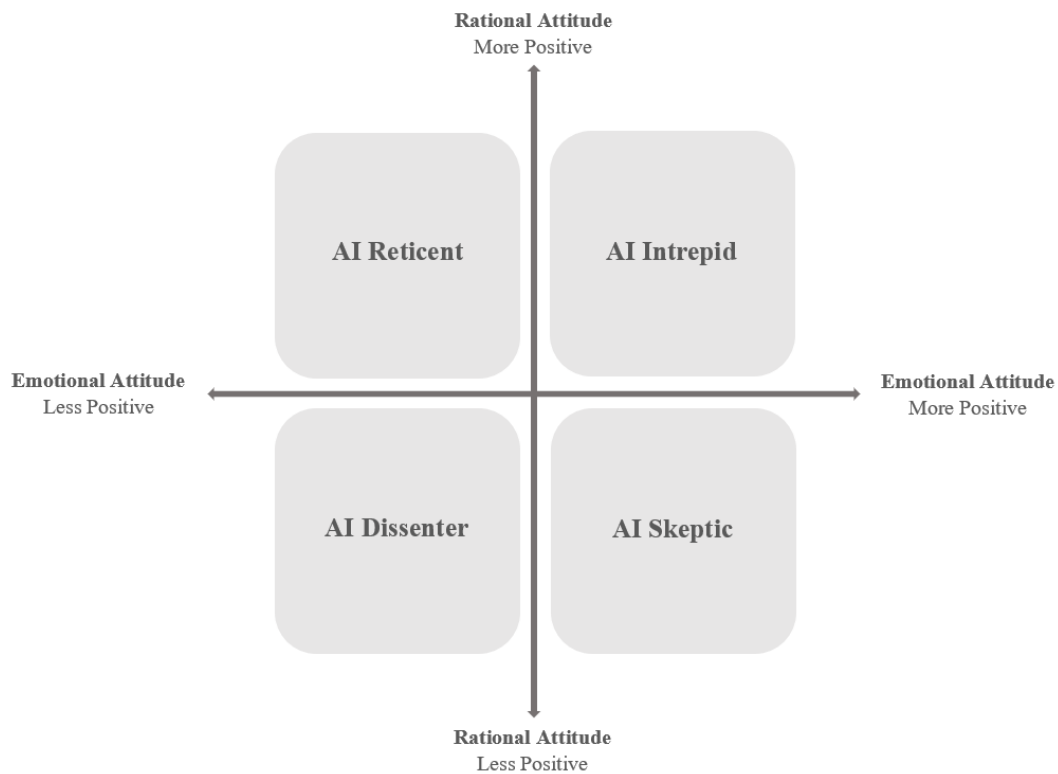 Rational Attitude
More Positive
AI Reticent
AI Intrepid
Emotional Attitude
Less Positive
Emotional Attitude
More Positive
AI Dissenter
AI Skeptic
Rational Attitude
Less Positive